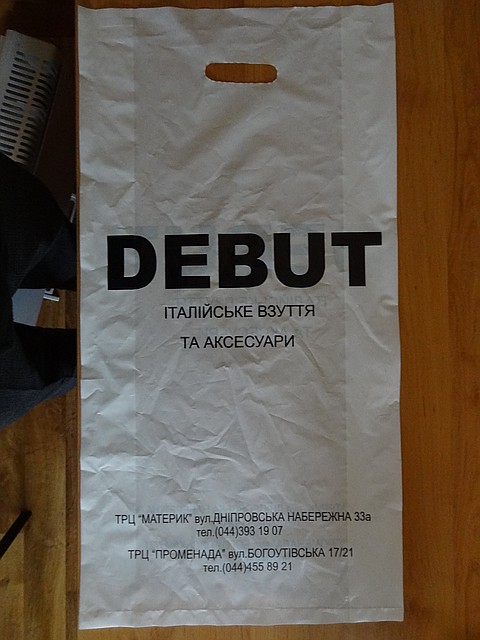 DEBUT
ІТАЛІЙСЬКЕ ВЗУТТЯ
ТА АКСЕСУАРИ
ТРЦ "МАТЕРИК" вул.ДНІПРОВСЬКА НАБЕРЕЖНА 33а
тел.(044)393 19 07
ТРЦ "ПРОМЕНАДА" вул.БОГОУТІВСЬКА 17/21
тел.(044)455 89 21